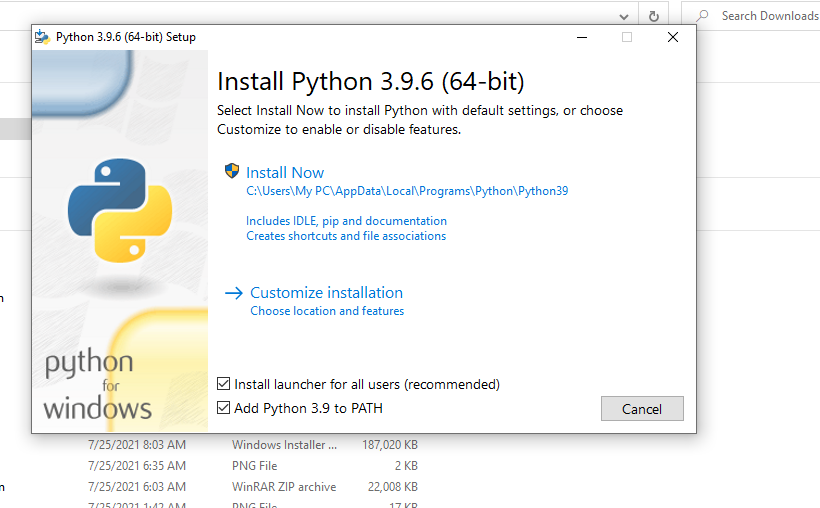 Search Downloads
Python 3.9.6 (64-bit) Setup
Install Python 3.9.6 (64-bit)
Select Install Now to install Python with default settings, or choose
Customize to enable or disable features.
Install Now
C:\Users\My PC\AppData\Local\Programs\Python\Python39
Includes IDLE, pip and documentation
Creates shortcuts and file associations
Customize installation
Choose location and features
python
for
windows
Install launcher for all users (recommended)
Add Python 3.9 to PATH
Cancel
7/25/2021 8:03 AM Windows Installer ... 187,020 KB
7/25/2021 6:35 AM PNG File 2 KB
7/25/2021 6:03 AM WinRAR ZIP archive 22,008 KB
7/25/2021 1:42 AM PNG File 17 KB